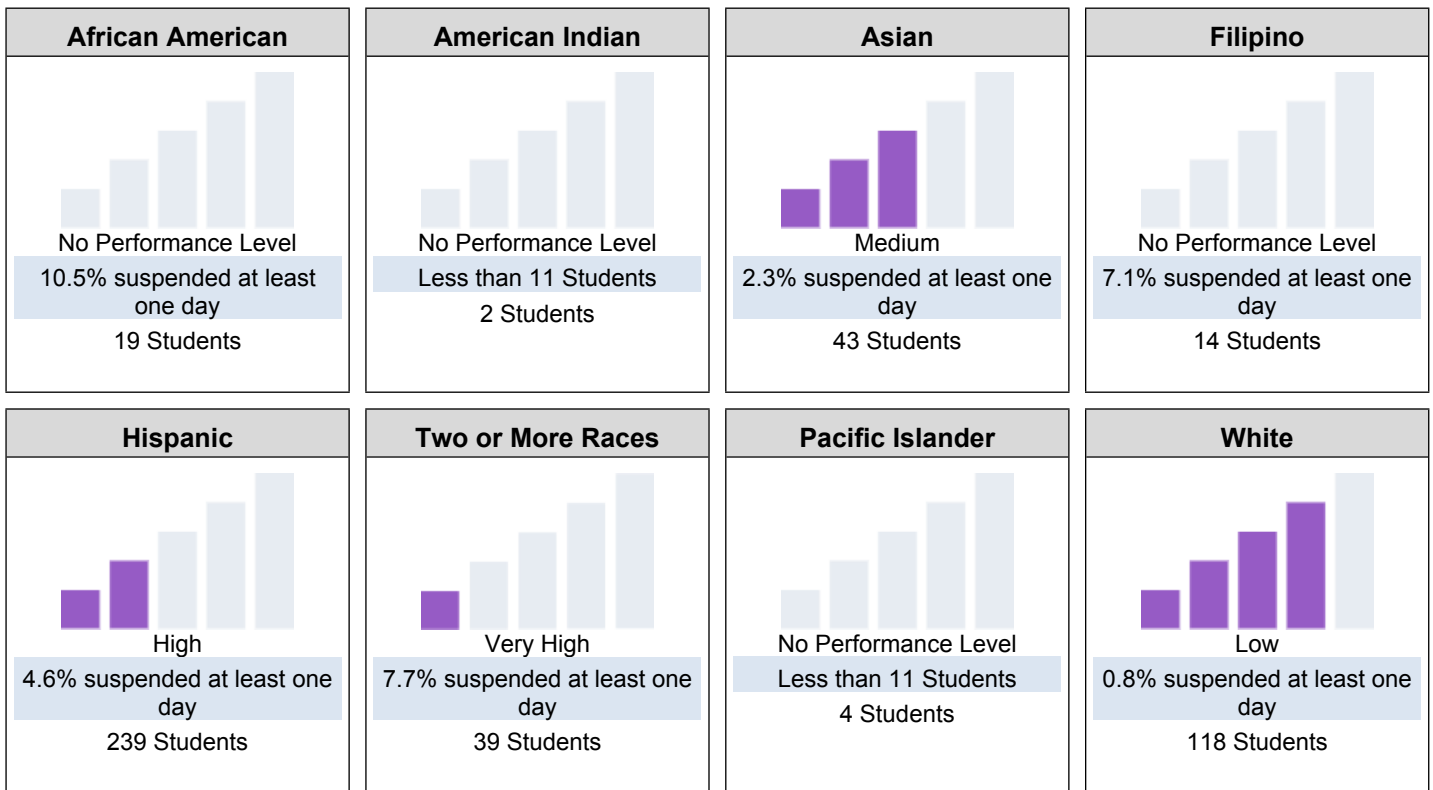 African American
No Performance Level
10.5% suspended at least
one day
19 Students
American Indian
No Performance Level
Less than 11 Students
2 Students
Asian
Medium
2.3% suspended at least one
day
43 Students
Filipino
No Performance Level
7.1% suspended at least one
day
14 Students
Hispanic
High
4.6% suspended at least one
day
239 Students
Two or More Races
Very High
7.7% suspended at least one
day
39 Students
Pacific Islander
No Performance Level
Less than 11 Students
4 Students
White
Low
0.8% suspended at least one
day
118 Students